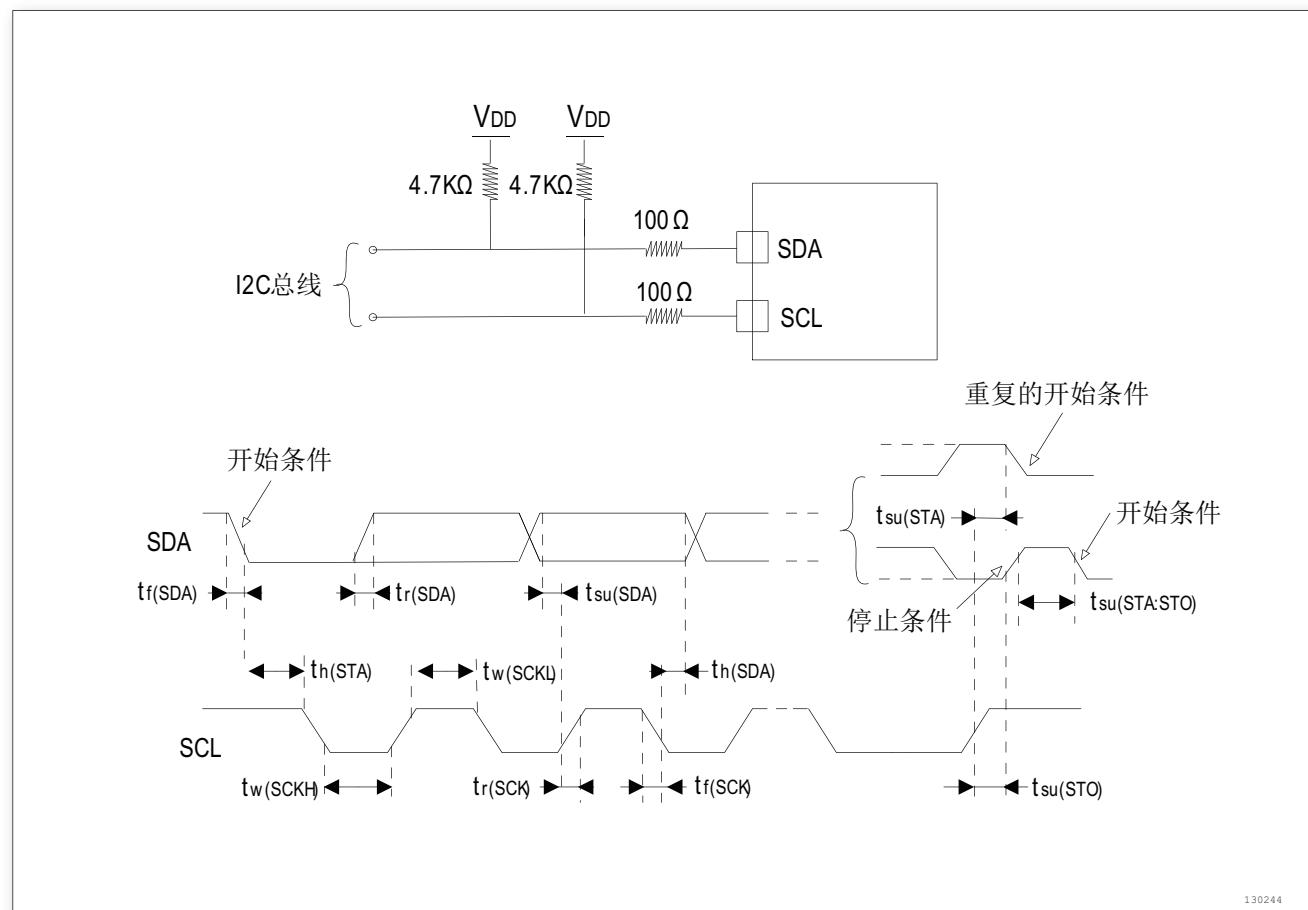 VDD VDD
4.7KΩ 4.7KΩ
100Ω
SDA
I2C总线
100Ω
SCL
重复的开始条件
开始条件
tsu(STA)
开始条件
SDA
tf(SDA) tr(SDA) tsu(SDA) tsu(STA:STO)
停止条件
th(STA) tw(SCKL) th(SDA)
SCL
tw(SCKH) tr(SCK) tf(SCK) tsu(STO)
130244